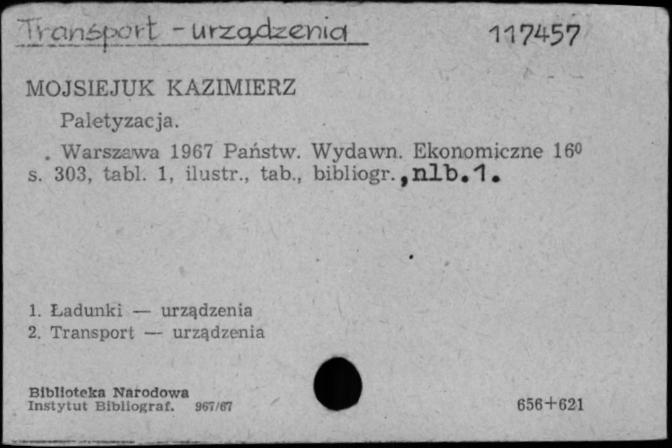 Transport - urządzenia 117457
MOJSIEJUK KAZIMIERZ
Paletyzacja.
. Warszawa 1967 Państw. Wydawn. Ekonomiczne 16⁰
s. 303, tabl. 1, ilustr., tab., bibliogr.,nlb.1.
1. Ładunki — urządzenia
2. Transport — urządzenia
Biblioteka Narodowa
Instytut Bibliograf. 967/67 656+621